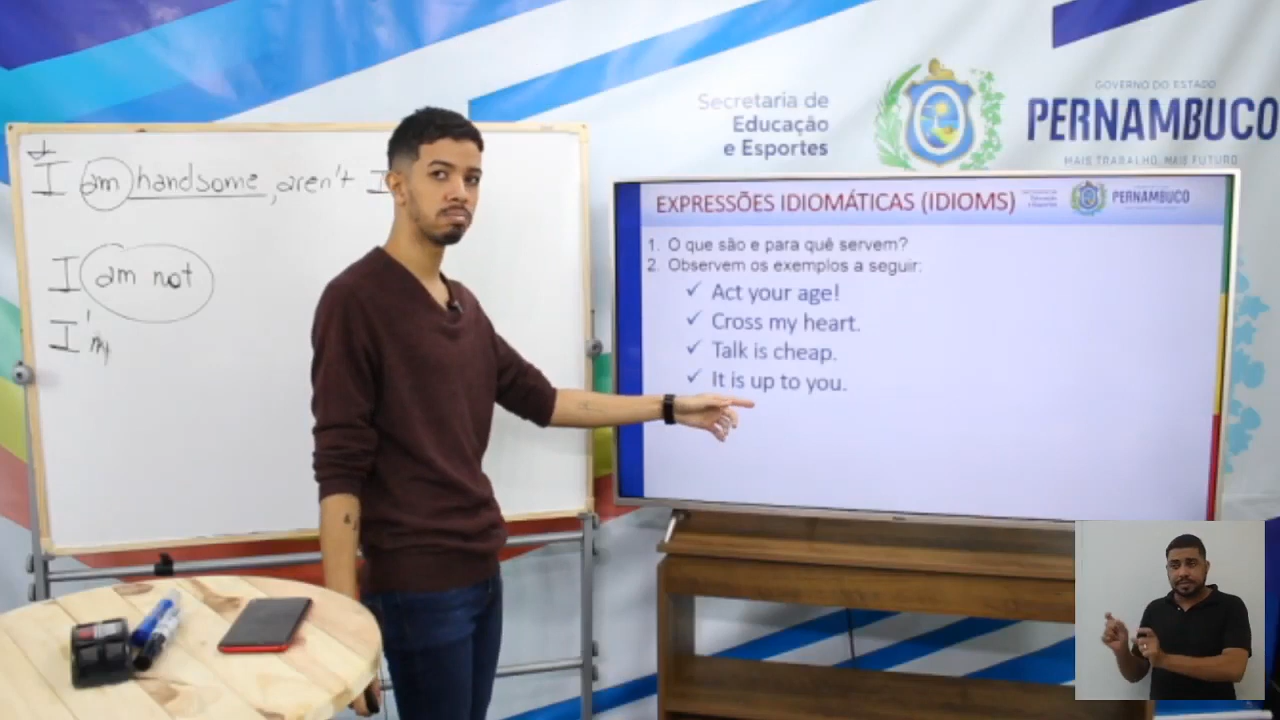 I am handsome, aren't I
I am not
I'm
Secretaria de
Educação
e Esportes
GOVERNO DO ESTADO
PERNAMBUCO
MAIS TRABALHO, MAIS FUTURO
EXPRESSÕES IDIOMÁTICAS (IDIOMS)
PERNAMBUCO
1. O que são e para quê servem?
2. Observem os exemplos a seguir:
✓ Act your age!
✓ Cross my heart.
✓ Talk is cheap.
✓ It is up to you.